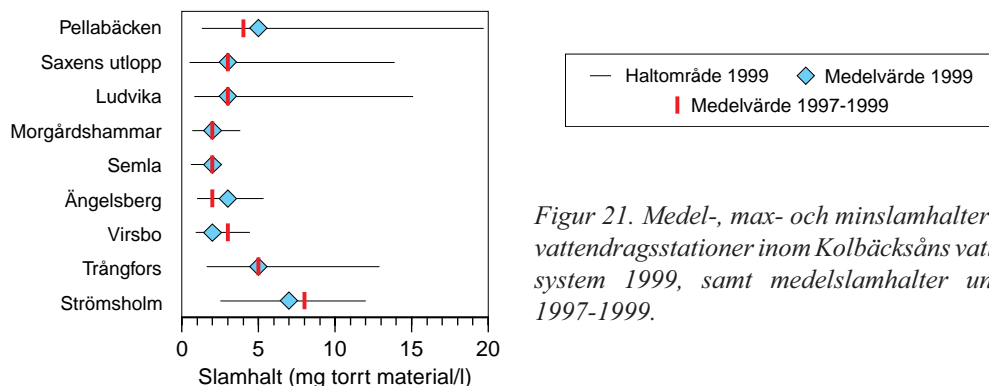 Pellabäcken
Saxens utlopp
Ludvika
Morgårdshammar
Semla
Ängelsberg
Virsbo
Trångfors
Strömsholm
0 5 10 15 20
Slamhalt (mg torrt material/l)
Haltområde 1999 Medelvärde 1999
Medelvärde 1997-1999
Figur 21. Medel-, max- och minslamhalter
vattendragsstationer inom Kolbäcksåns vat
system 1999, samt medelslamhalter un
1997-1999.